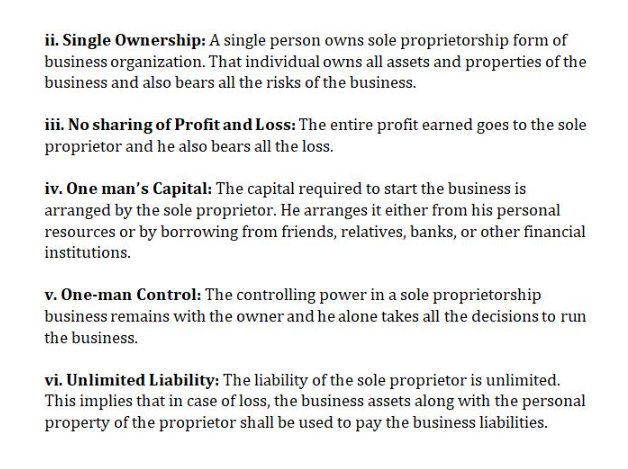 ii. Single Ownership: A single person owns sole proprietorship form of
business organization. That individual owns all assets and properties of the
business and also bears all the risks of the business.
iii. No sharing of Profit and Loss: The entire profit earned goes to the sole
proprietor and he also bears all the loss.
iv. One man’s Capital: The capital required to start the business is
arranged by the sole proprietor. He arranges it either from his personal
resources or by borrowing from friends, relatives, banks, or other financial
institutions.
v. One-man Control: The controlling power in a sole proprietorship
business remains with the owner and he alone takes all the decisions to run
the business.
vi. Unlimited Liability: The liability of the sole proprietor is unlimited.
This implies that in case of loss, the business assets along with the personal
property of the proprietor shall be used to pay the business liabilities.